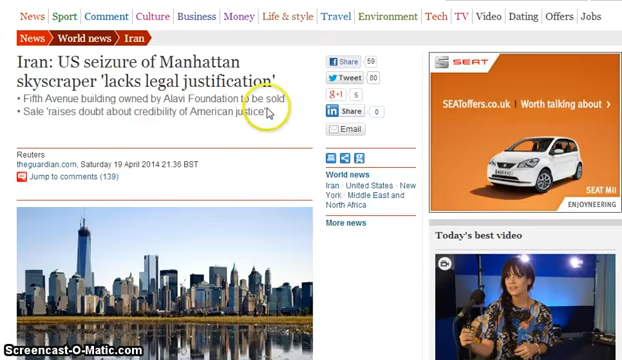 News Sport Comment Culture Business Money Life & style Travel Environment Tech TV Video Dating Offers Jobs
News World news Iran
Iran: US seizure of Manhattan
skyscraper 'lacks legal justification'
• Fifth Avenue building owned by Alavi Foundation to be sold
• Sale 'raises doubt about credibility of American justice'
Reuters
theguardian.com, Saturday 19 April 2014 21.36 BST
Jump to comments (139)
Share 59
Tweet 80
g+1 5
in Share 0
Email
World news
Iran · United States · New
York · Middle East and
North Africa
More news
SEAT
SEAToffers.co.uk Worth talking about >
SEAT Mii
ENJOYNEERING
Today's best video
Screencast-O-Matic.com